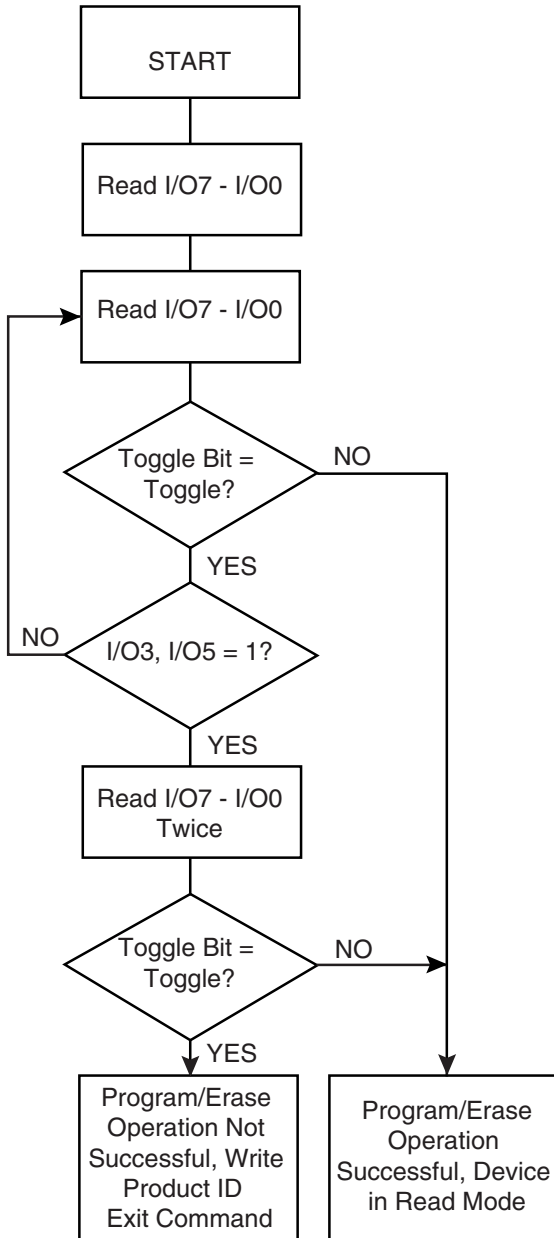 START
Read I/O7 - I/O0
Read I/O7 - I/O0
Toggle Bit =
Toggle?
NO
YES
NO
I/O3, I/O5 = 1?
YES
Read I/O7 - I/O0
Twice
Toggle Bit =
Toggle?
NO
YES
Program/Erase
Operation Not
Successful, Write
Product ID
Exit Command
Program/Erase
Operation
Successful, Device
in Read Mode